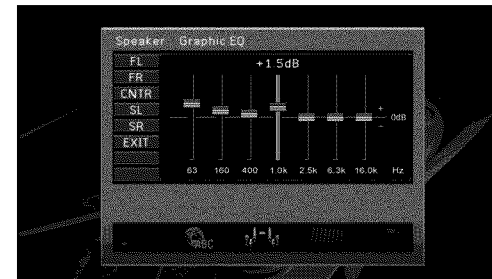 Speaker Graphic EQ
FL
FR
CNTR
SL
SR
EXIT
+1.5dB
+
0dB
−
63 160 400 1.0k 2.5k 6.3k 16.0k Hz
ABC